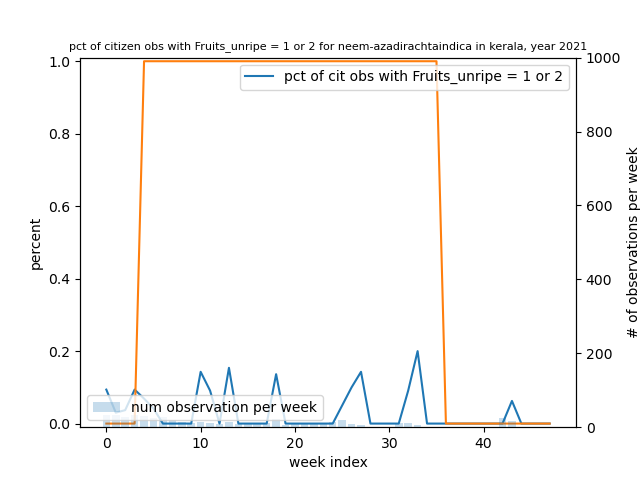 pct of citizen obs with Fruits_unripe = 1 or 2 for neem-azadirachtaindica in kerala, year 2021
pct of cit obs with Fruits_unripe = 1 or 2
num observation per week
percent
1.0
0.8
0.6
0.4
0.2
0.0
1000
800
600
400
200
0
# of observations per week
0 10 20 30 40
week index